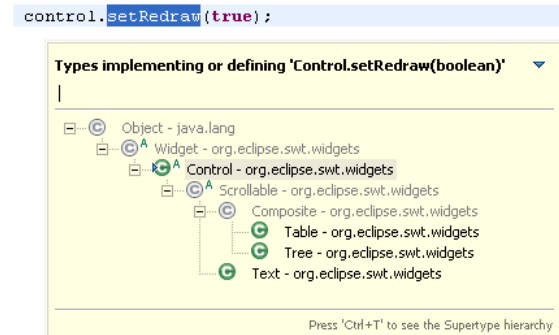 control.setRedraw(true);
Types implementing or defining 'Control.setRedraw(boolean)'
Object - java.lang
Widget - org.eclipse.swt.widgets
Control - org.eclipse.swt.widgets
Scrollable - org.eclipse.swt.widgets
Composite - org.eclipse.swt.widgets
Table - org.eclipse.swt.widgets
Tree - org.eclipse.swt.widgets
Text - org.eclipse.swt.widgets
Press 'Ctrl+T' to see the Supertype hierarchy